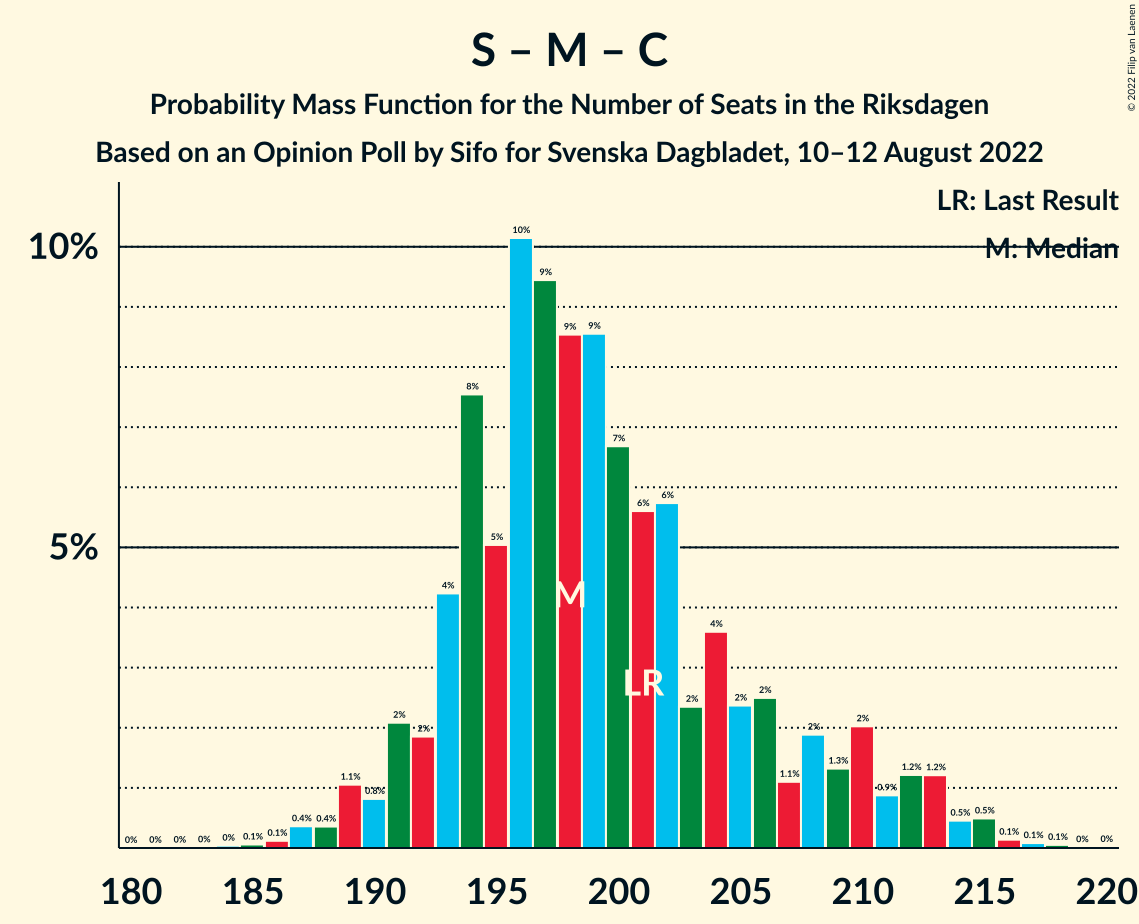 © 2022 Filip van Laenen
S – M – C
Probability Mass Function for the Number of Seats in the Riksdagen
Based on an Opinion Poll by Sifo for Svenska Dagbladet, 10–12 August 2022
LR: Last Result
M: Median
10%
5%
0% 0% 0% 0% 0% 0.1% 0.1% 0.4% 0.4% 1.1% 0.8% 2% 2% 4% 8% 5% 10% 9% 9% 9% 7% 6% 6% 2% 4% 2% 2% 1.1% 2% 1.3% 2% 0.9% 1.2% 1.2% 0.5% 0.5% 0.1% 0.1% 0.1% 0% 0%
M
LR
180 185 190 195 200 205 210 215 220